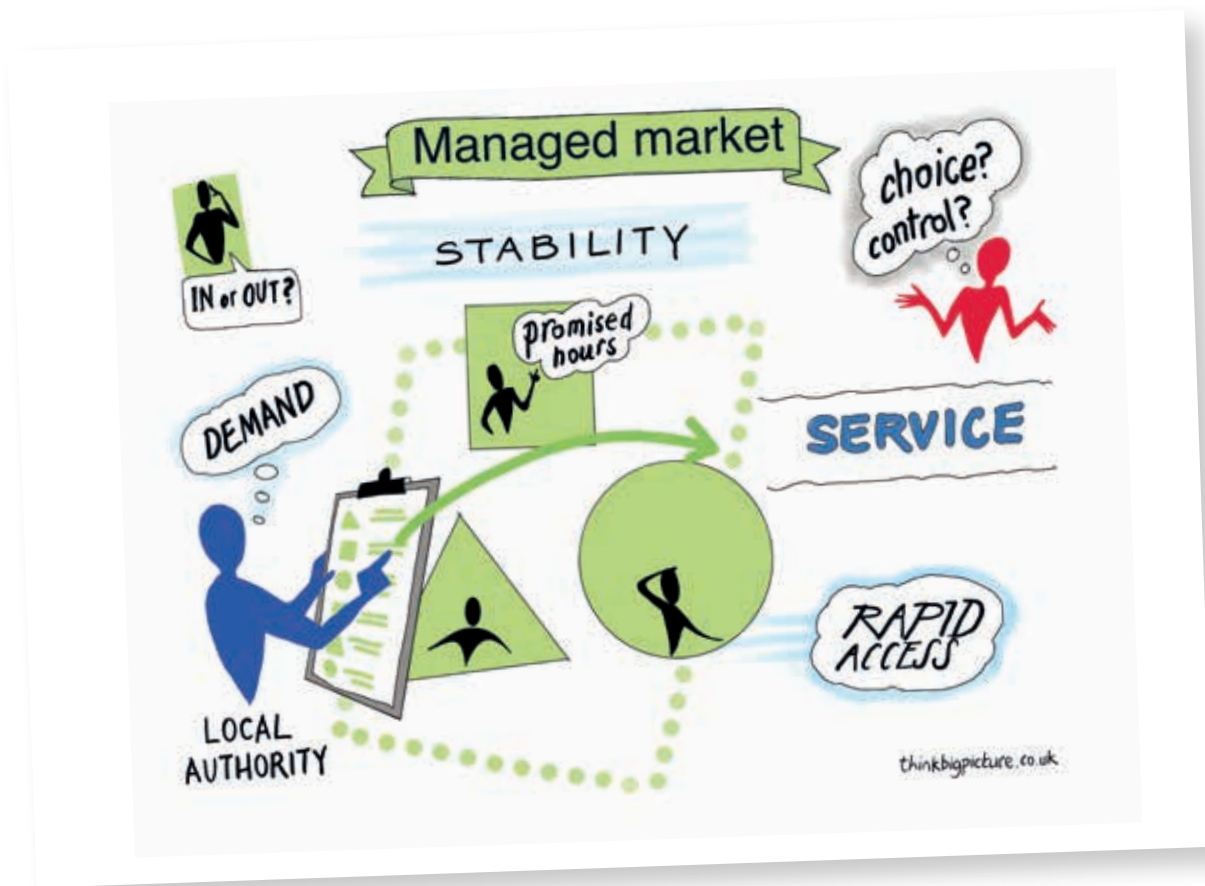 Managed market
STABILITY
IN or OUT?
choice?
control?
promised
hours
DEMAND
SERVICE
RAPID
ACCESS
LOCAL
AUTHORITY
thinkbigpicture.co.uk